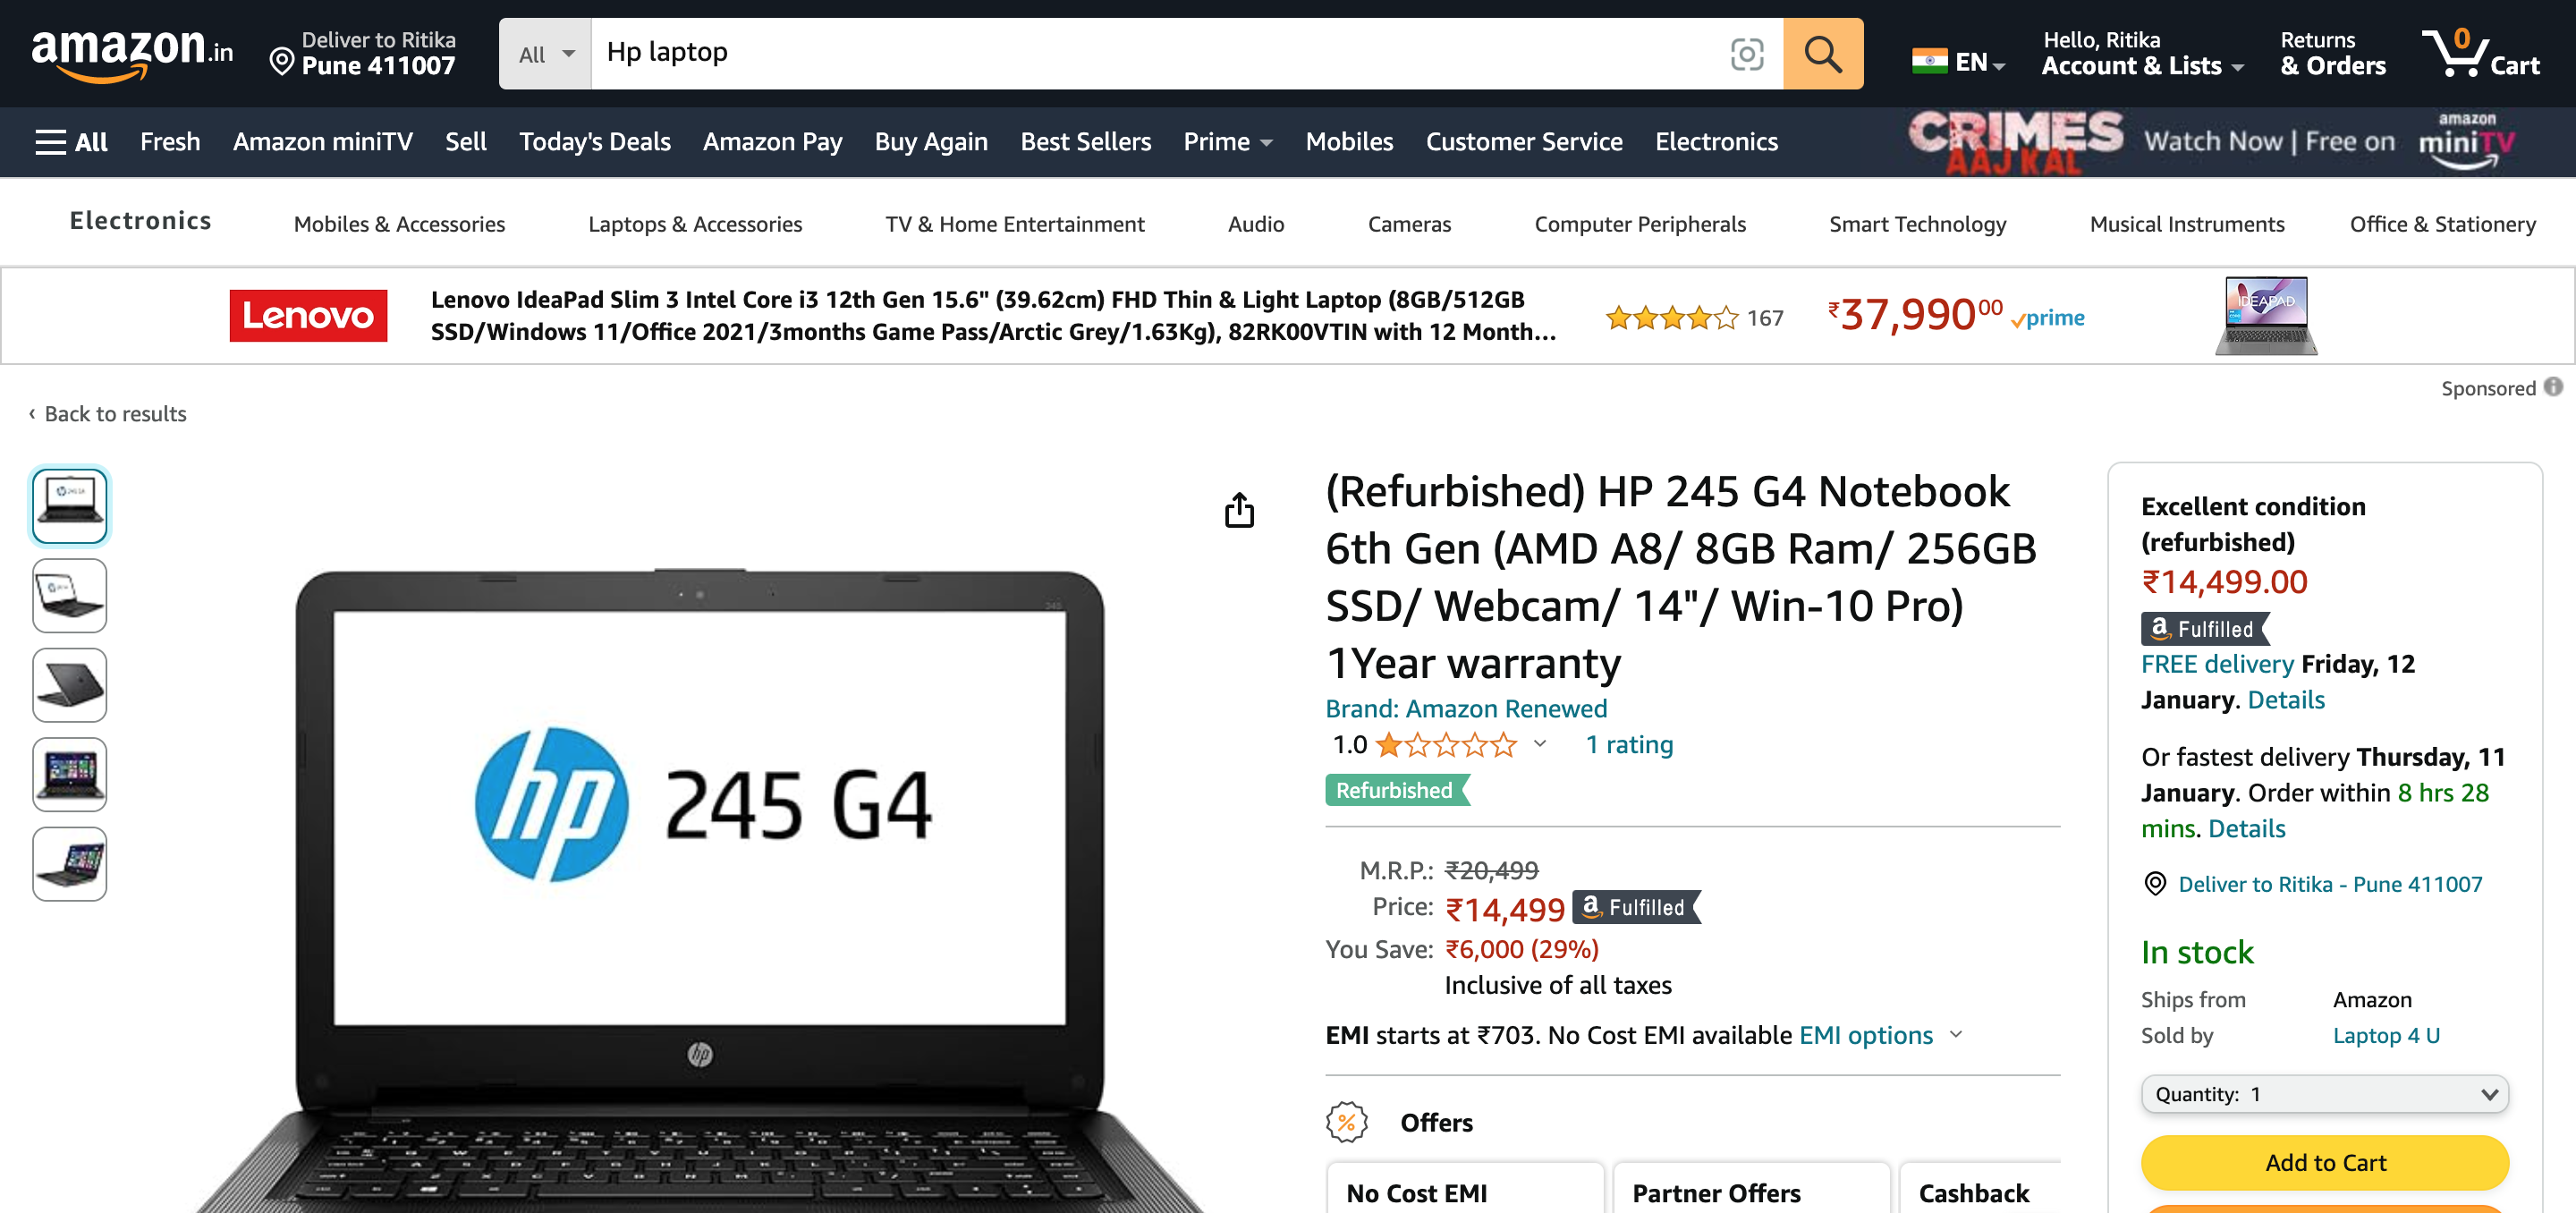 amazon.in
Deliver to Ritika
Pune 411007
All
Hp laptop
EN
Hello, Ritika
Account & Lists
Returns
& Orders
0
Cart
All
Fresh
Amazon miniTV
Sell
Today's Deals
Amazon Pay
Buy Again
Best Sellers
Prime
Mobiles
Customer Service
Electronics
CRIMES
AAJ KAL
Watch Now | Free on
amazon
miniTV
Electronics
Mobiles & Accessories
Laptops & Accessories
TV & Home Entertainment
Audio
Cameras
Computer Peripherals
Smart Technology
Musical Instruments
Office & Stationery
Lenovo
Lenovo IdeaPad Slim 3 Intel Core i3 12th Gen 15.6" (39.62cm) FHD Thin & Light Laptop (8GB/512GB
SSD/Windows 11/Office 2021/3months Game Pass/Arctic Grey/1.63Kg), 82RK00VTIN with 12 Month...
167
₹37,990⁰⁰
prime
IDEAPAD
Sponsored
‹ Back to results
hp 245 G4
hp
(Refurbished) HP 245 G4 Notebook
6th Gen (AMD A8/ 8GB Ram/ 256GB
SSD/ Webcam/ 14"/ Win-10 Pro)
1Year warranty
Brand: Amazon Renewed
1.0
1 rating
Refurbished
M.R.P.: ₹20,499
Price: ₹14,499
a Fulfilled
You Save: ₹6,000 (29%)
Inclusive of all taxes
EMI starts at ₹703. No Cost EMI available EMI options
%
Offers
No Cost EMI
Partner Offers
Cashback
Excellent condition
(refurbished)
₹14,499.00
a Fulfilled
FREE delivery Friday, 12
January. Details
Or fastest delivery Thursday, 11
January. Order within 8 hrs 28
mins. Details
Deliver to Ritika - Pune 411007
In stock
Ships from Amazon
Sold by Laptop 4 U
Quantity: 1
Add to Cart